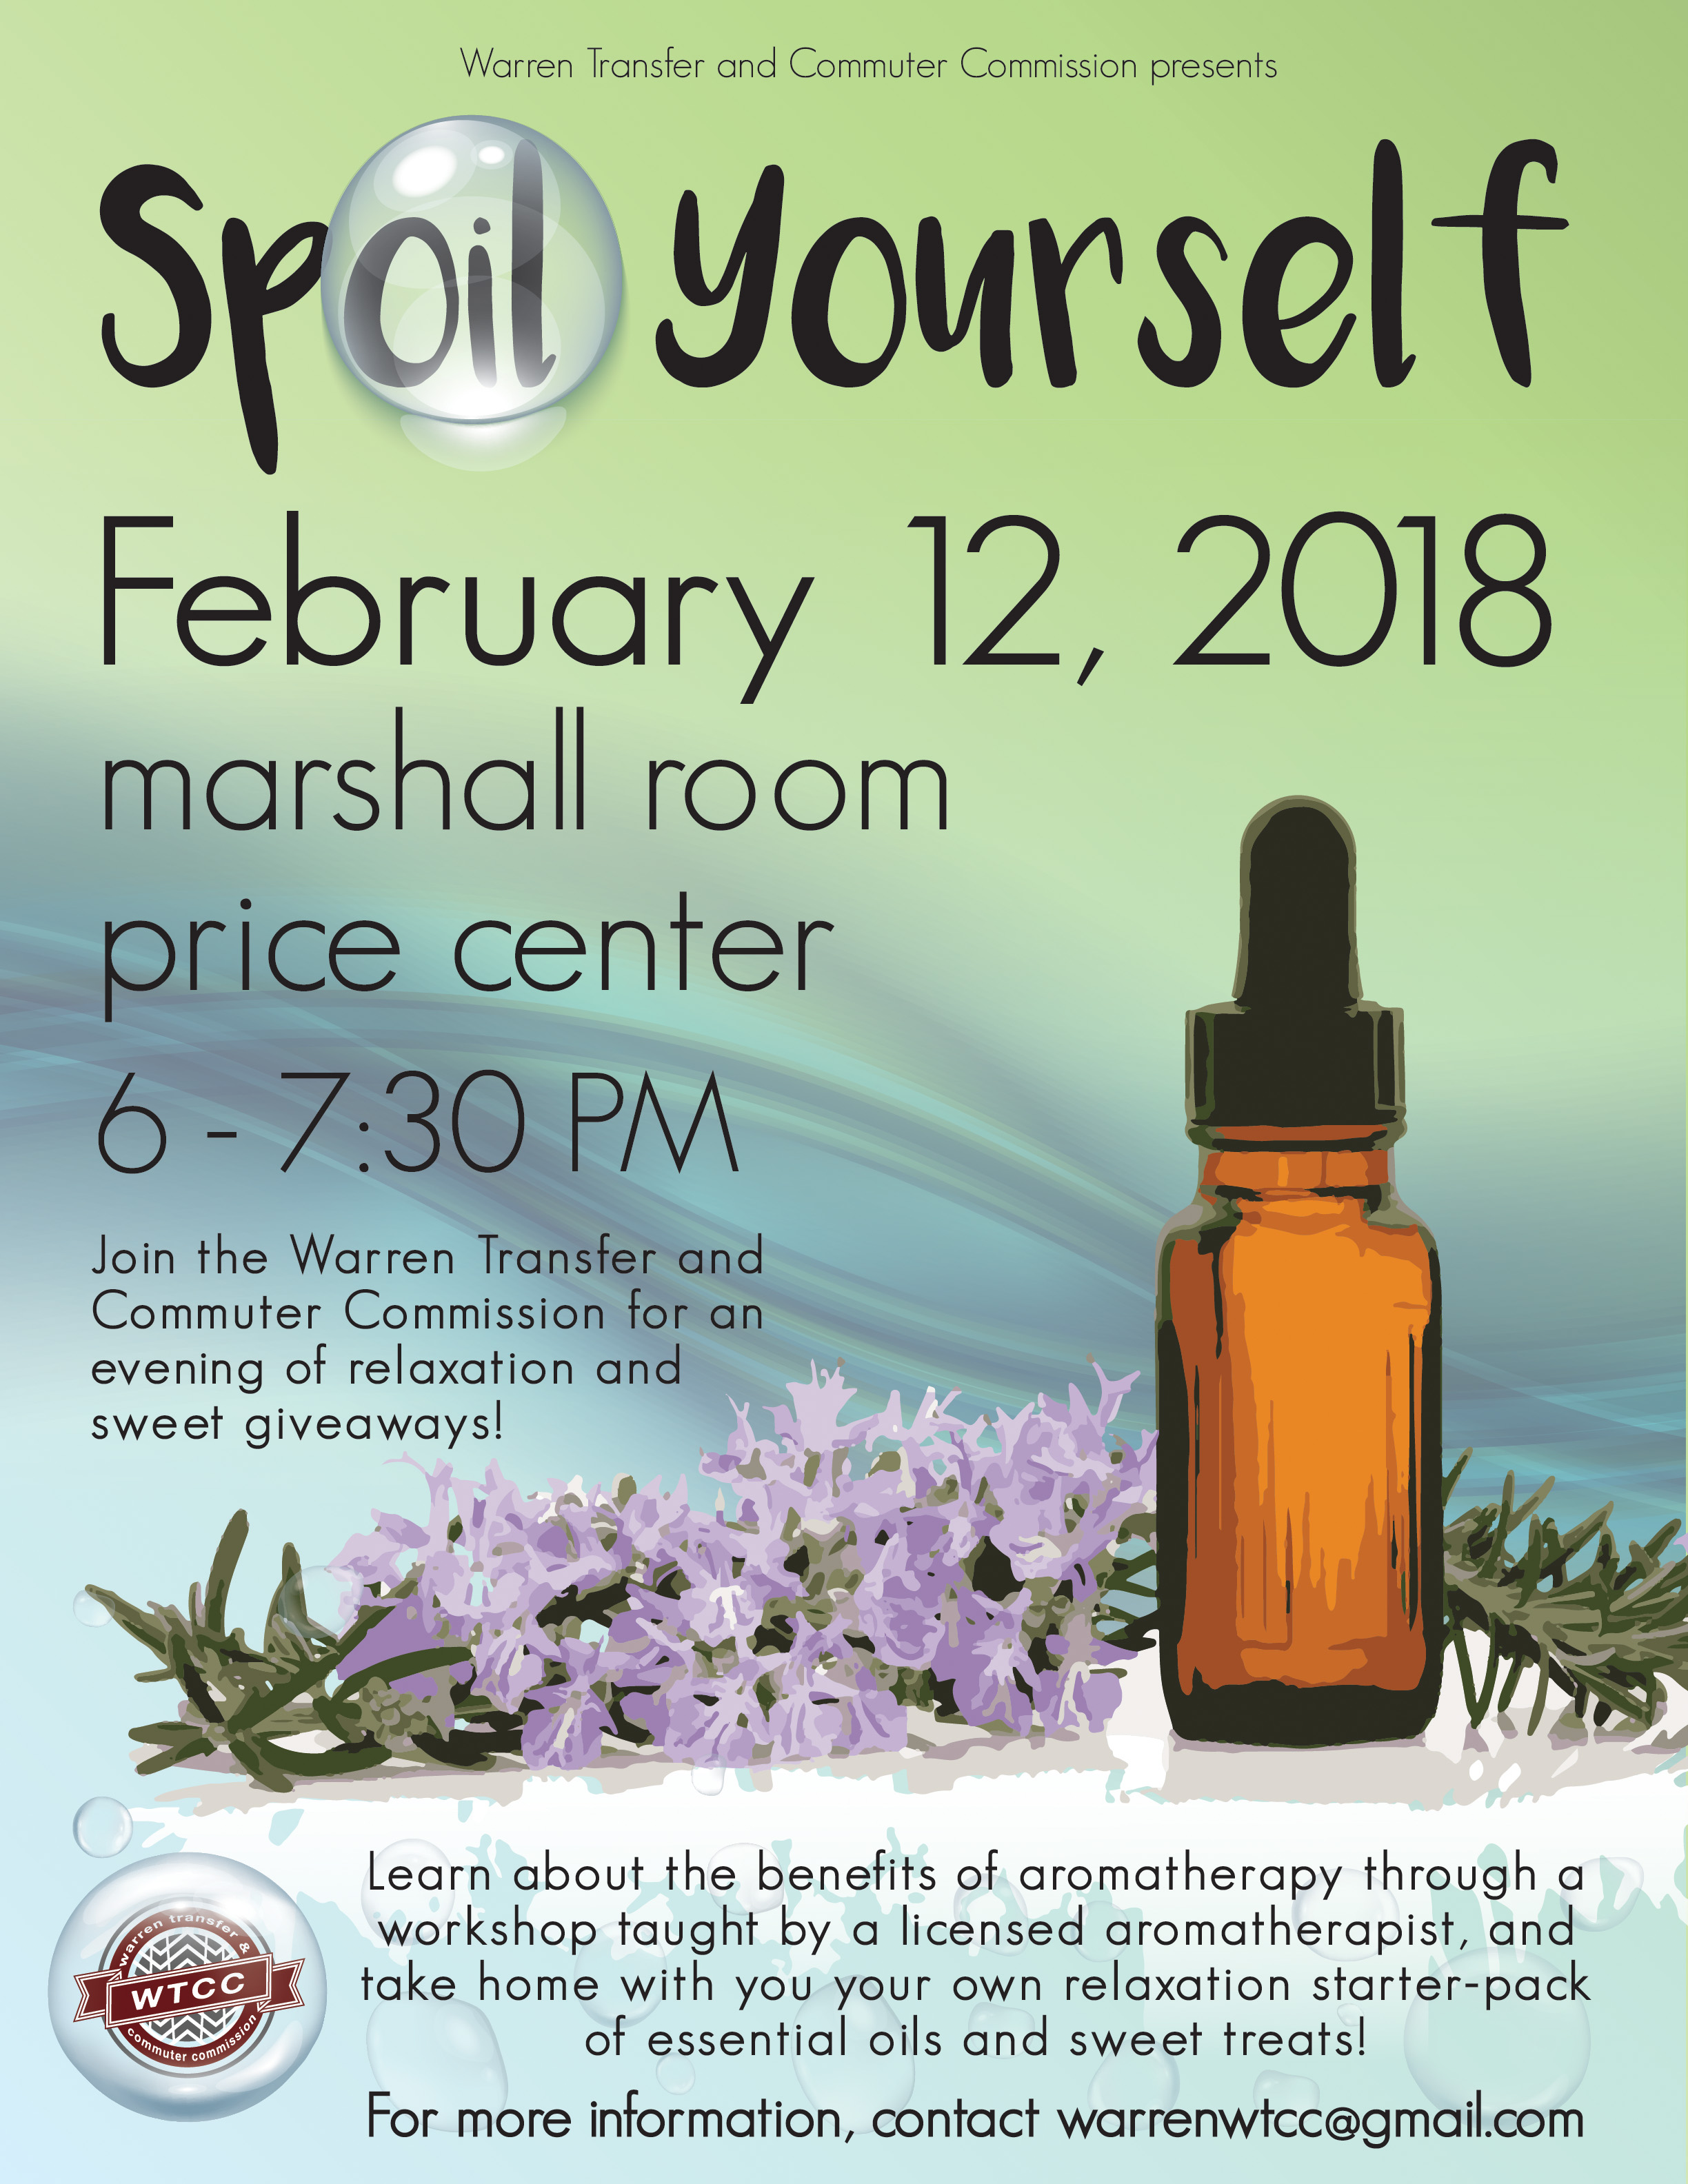 Warren Transfer and Commuter Commission presents
Spoil yourself
February 12, 2018
marshall room
price center
6 - 7:30 PM
Join the Warren Transfer and
Commuter Commission for an
evening of relaxation and
sweet giveaways!
Learn about the benefits of aromatherapy through a
workshop taught by a licensed aromatherapist, and
take home with you your own relaxation starter-pack
of essential oils and sweet treats!
warren transfer &
WTCC
commuter commission
For more information, contact warrenwtcc@gmail.com